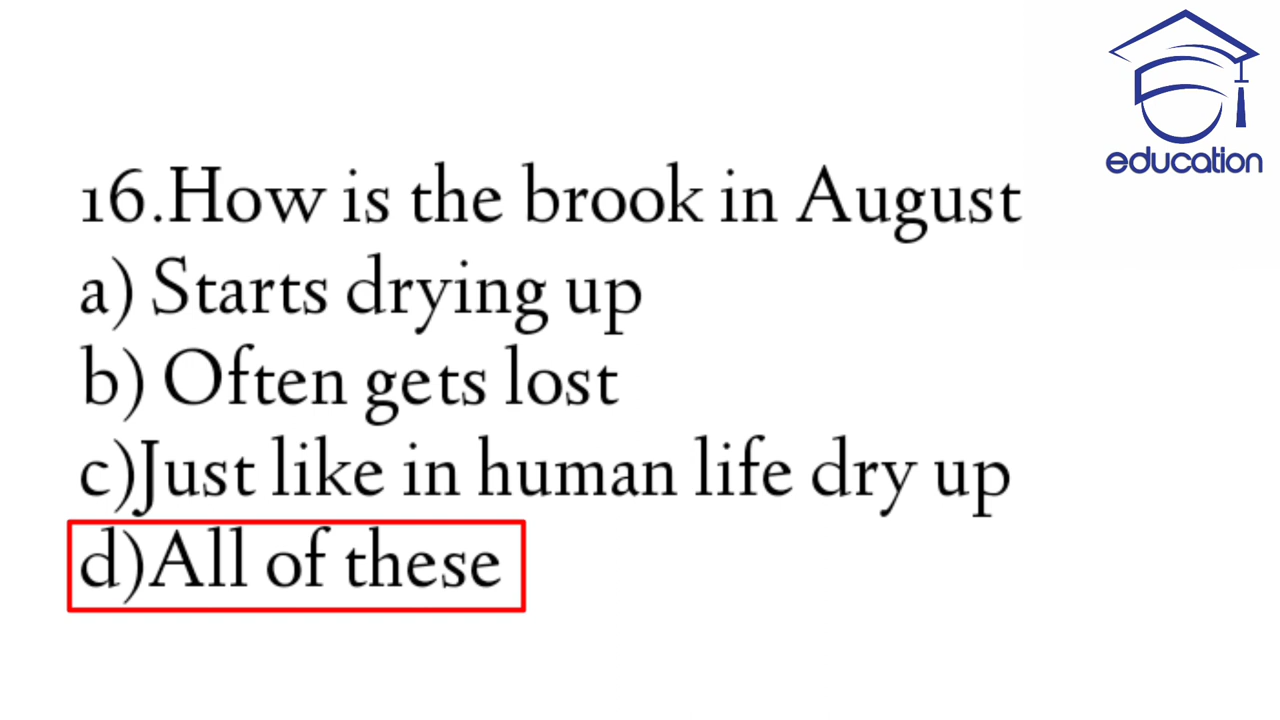 education
16.How is the brook in August
a) Starts drying up
b) Often gets lost
c)Just like in human life dry up
d)All of these